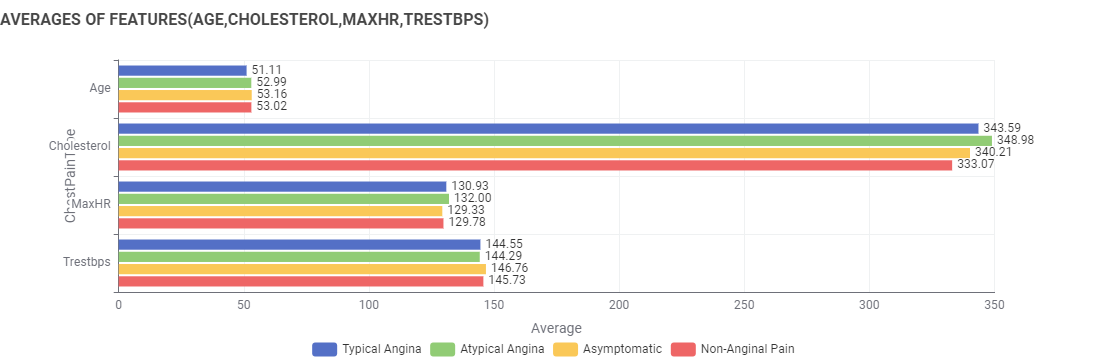 AVERAGES OF FEATURES(AGE,CHOLESTEROL,MAXHR,TRESTBPS)
Age
51.11
52.99
53.16
53.02
Cholesterol
343.59
348.98
340.21
333.07
MaxHR
130.93
132.00
129.33
129.78
Trestbps
144.55
144.29
146.76
145.73
ChestPainType
0 50 100 150 200 250 300 350
Average
Typical Angina Atypical Angina Asymptomatic Non-Anginal Pain